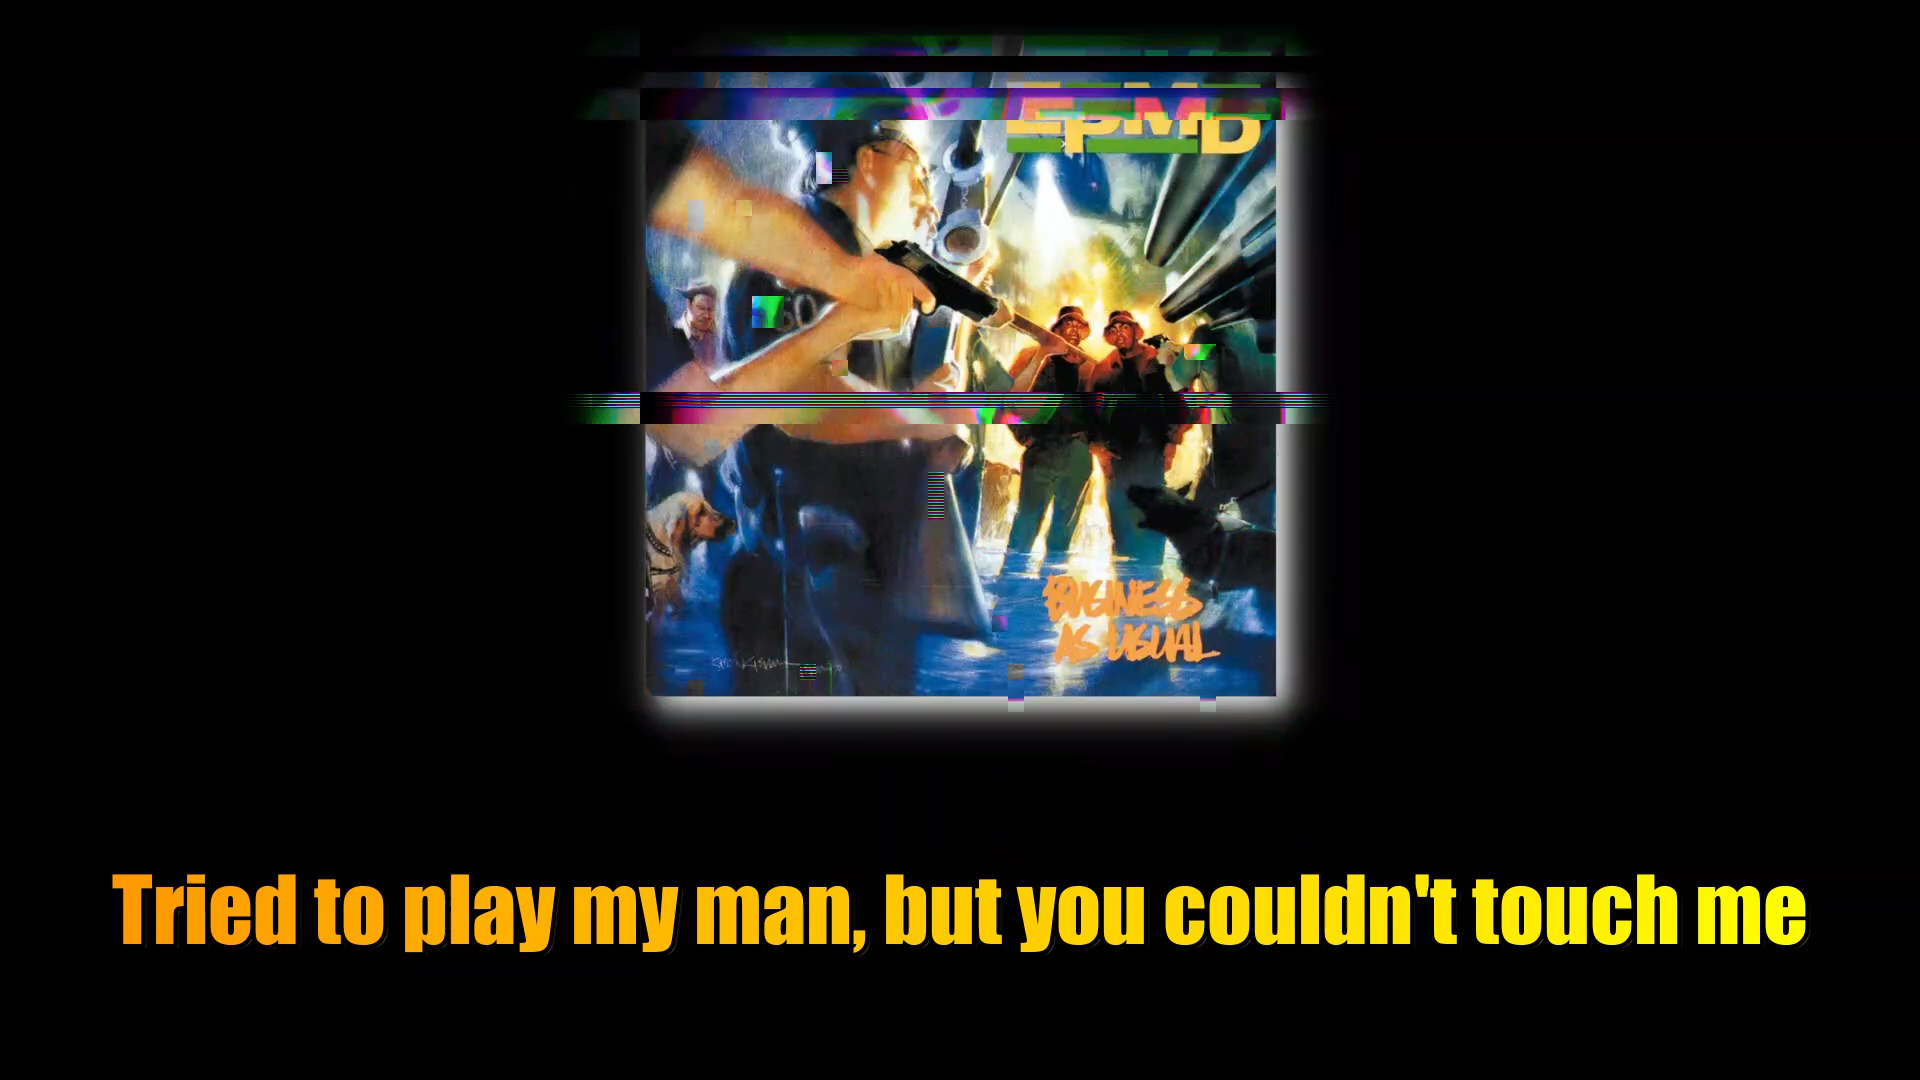 EPMD
BUSINESS
AS USUAL
Tried to play my man, but you couldn't touch me